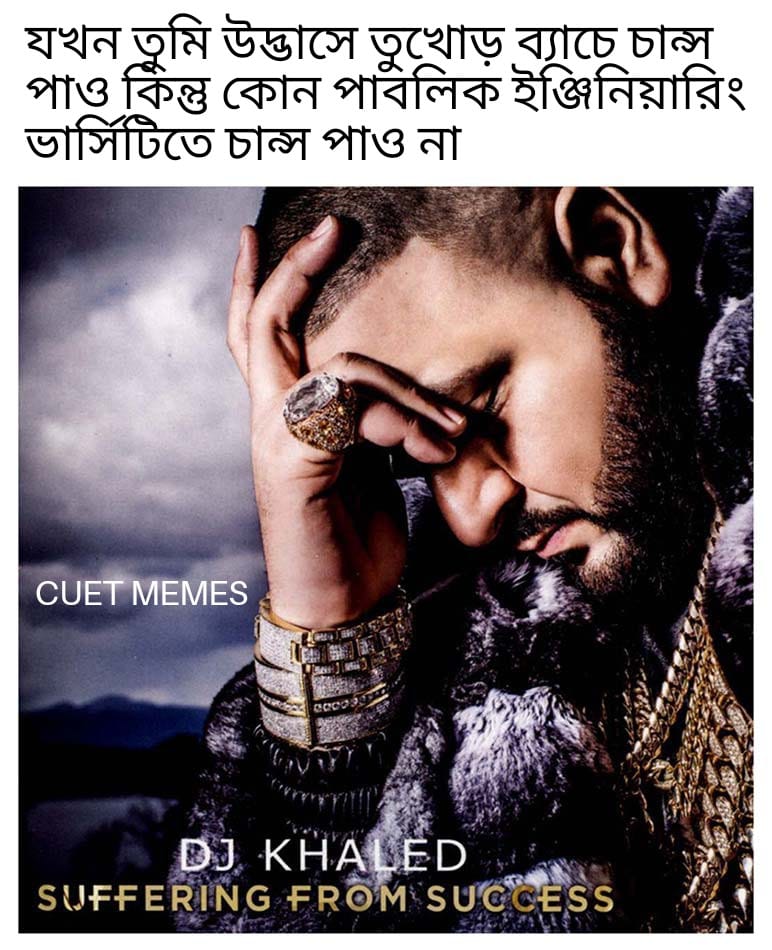 যখন তুমি উদ্ভাসে তুখোড় ব্যাচে চান্স
পাও কিন্তু কোন পাবলিক ইঞ্জিনিয়ারিং
ভার্সিটিতে চান্স পাও না
CUET MEMES
DJ KHALED
SUFFERING FROM SUCCESS